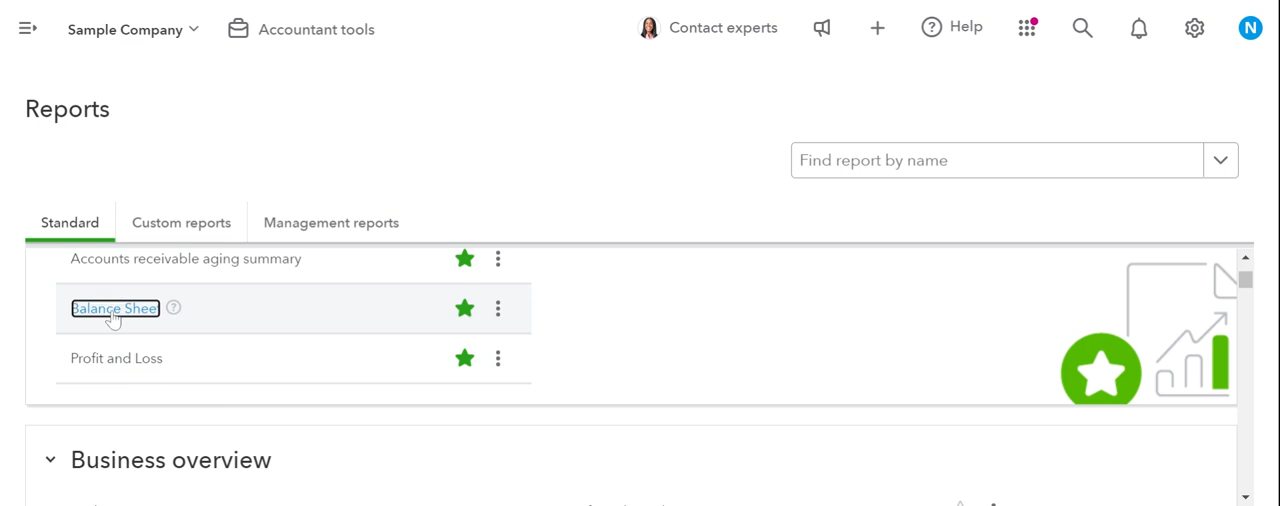 Sample Company
Accountant tools
Contact experts
Help
N
Reports
Find report by name
Standard
Custom reports
Management reports
Accounts receivable aging summary
Balance Sheet
Profit and Loss
Business overview